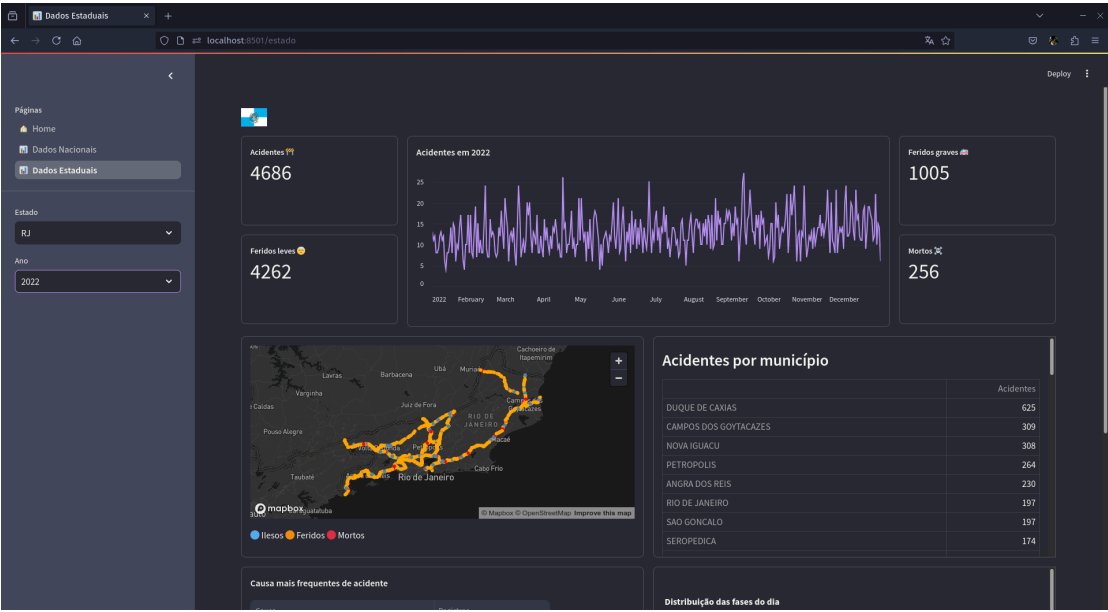 Dados Estaduais
localhost:8501/estado
Deploy
Páginas
Home
Dados Nacionais
Dados Estaduais
Estado
RJ
Ano
2022
Acidentes
4686
Feridos leves
4262
Acidentes em 2022
25
20
15
10
5
0
2022 February March April May June July August September October November December
Feridos graves
1005
Mortos
256
Cachoeiro de
Itapemirim
Lavras
Barbacena
Ubá
Varginha
Juiz de Fora
RIO DE
JANEIRO
Pouso Alegre
Macaé
Cabo Frio
Taubaté
Rio de Janeiro
mapbox
© Mapbox © OpenStreetMap Improve this map
Ilesos Feridos Mortos
Acidentes por município
Acidentes
DUQUE DE CAXIAS 625
CAMPOS DOS GOYTACAZES 309
NOVA IGUACU 308
PETROPOLIS 264
ANGRA DOS REIS 230
RIO DE JANEIRO 197
SAO GONCALO 197
SEROPEDICA 174
Causa mais frequentes de acidente
Distribuição das fases do dia